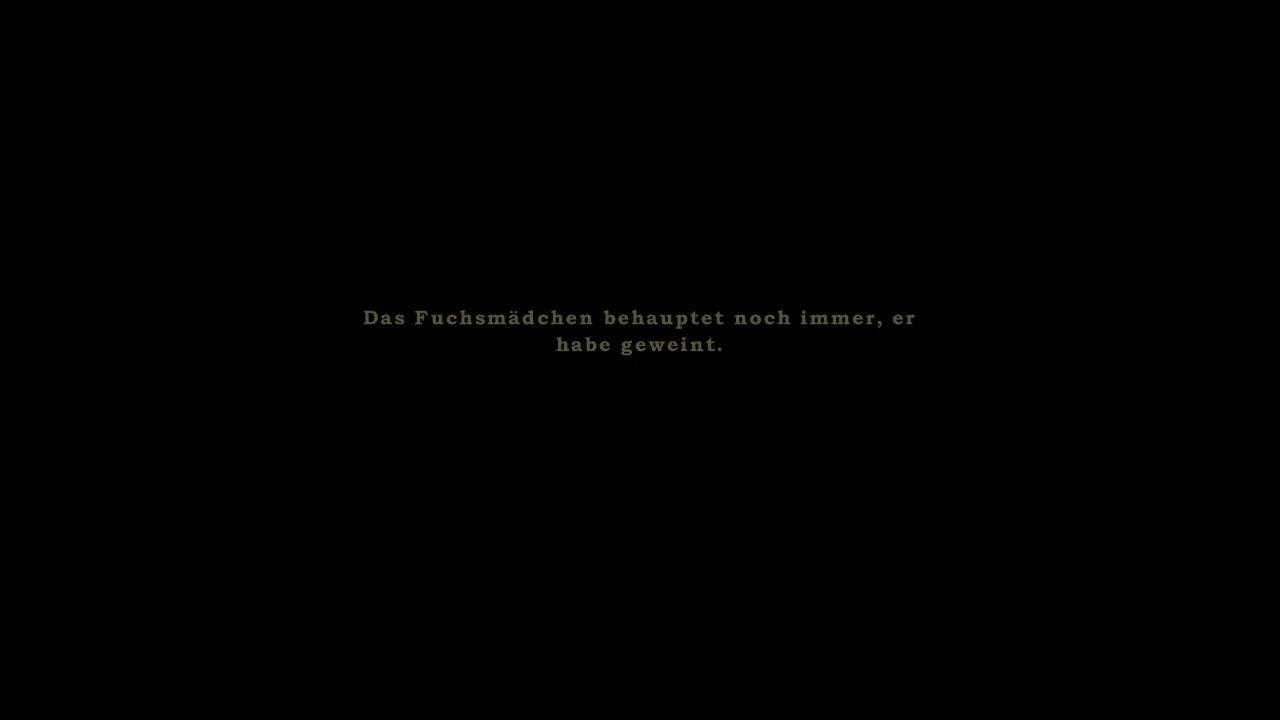 Das Fuchsmädchen behauptet noch immer, er
habe geweint.